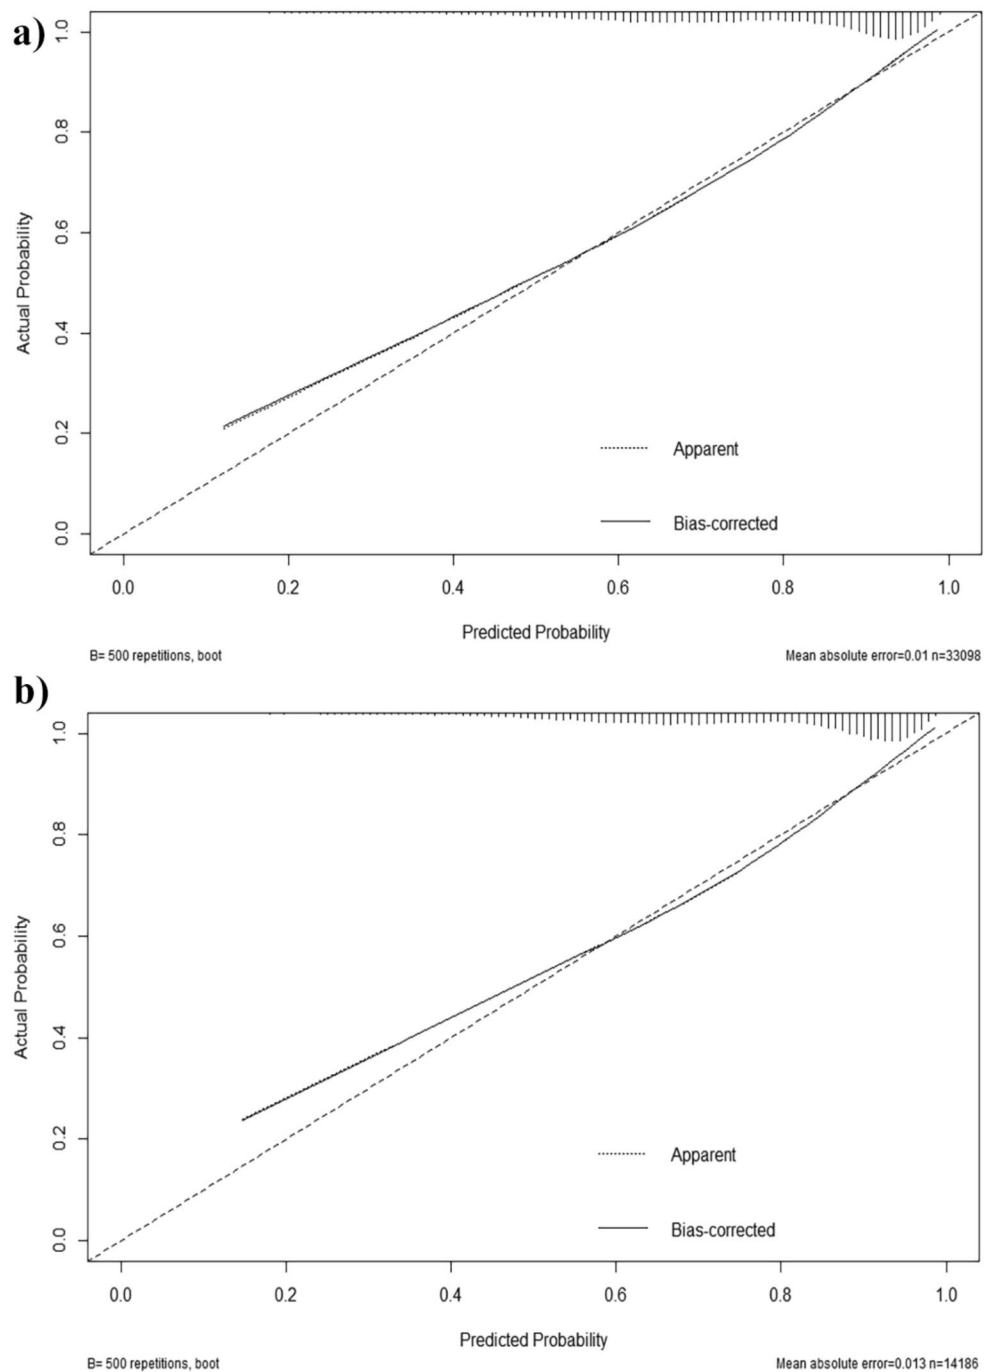 a)
1.0
0.8
0.6
0.4
0.2
0.0
Actual Probability
Apparent
Bias-corrected
0.0 0.2 0.4 0.6 0.8 1.0
Predicted Probability
B= 500 repetitions, boot
Mean absolute error=0.01 n=33098
b)
1.0
0.8
0.6
0.4
0.2
0.0
Actual Probability
Apparent
Bias-corrected
0.0 0.2 0.4 0.6 0.8 1.0
Predicted Probability
B= 500 repetitions, boot
Mean absolute error=0.013 n=14186